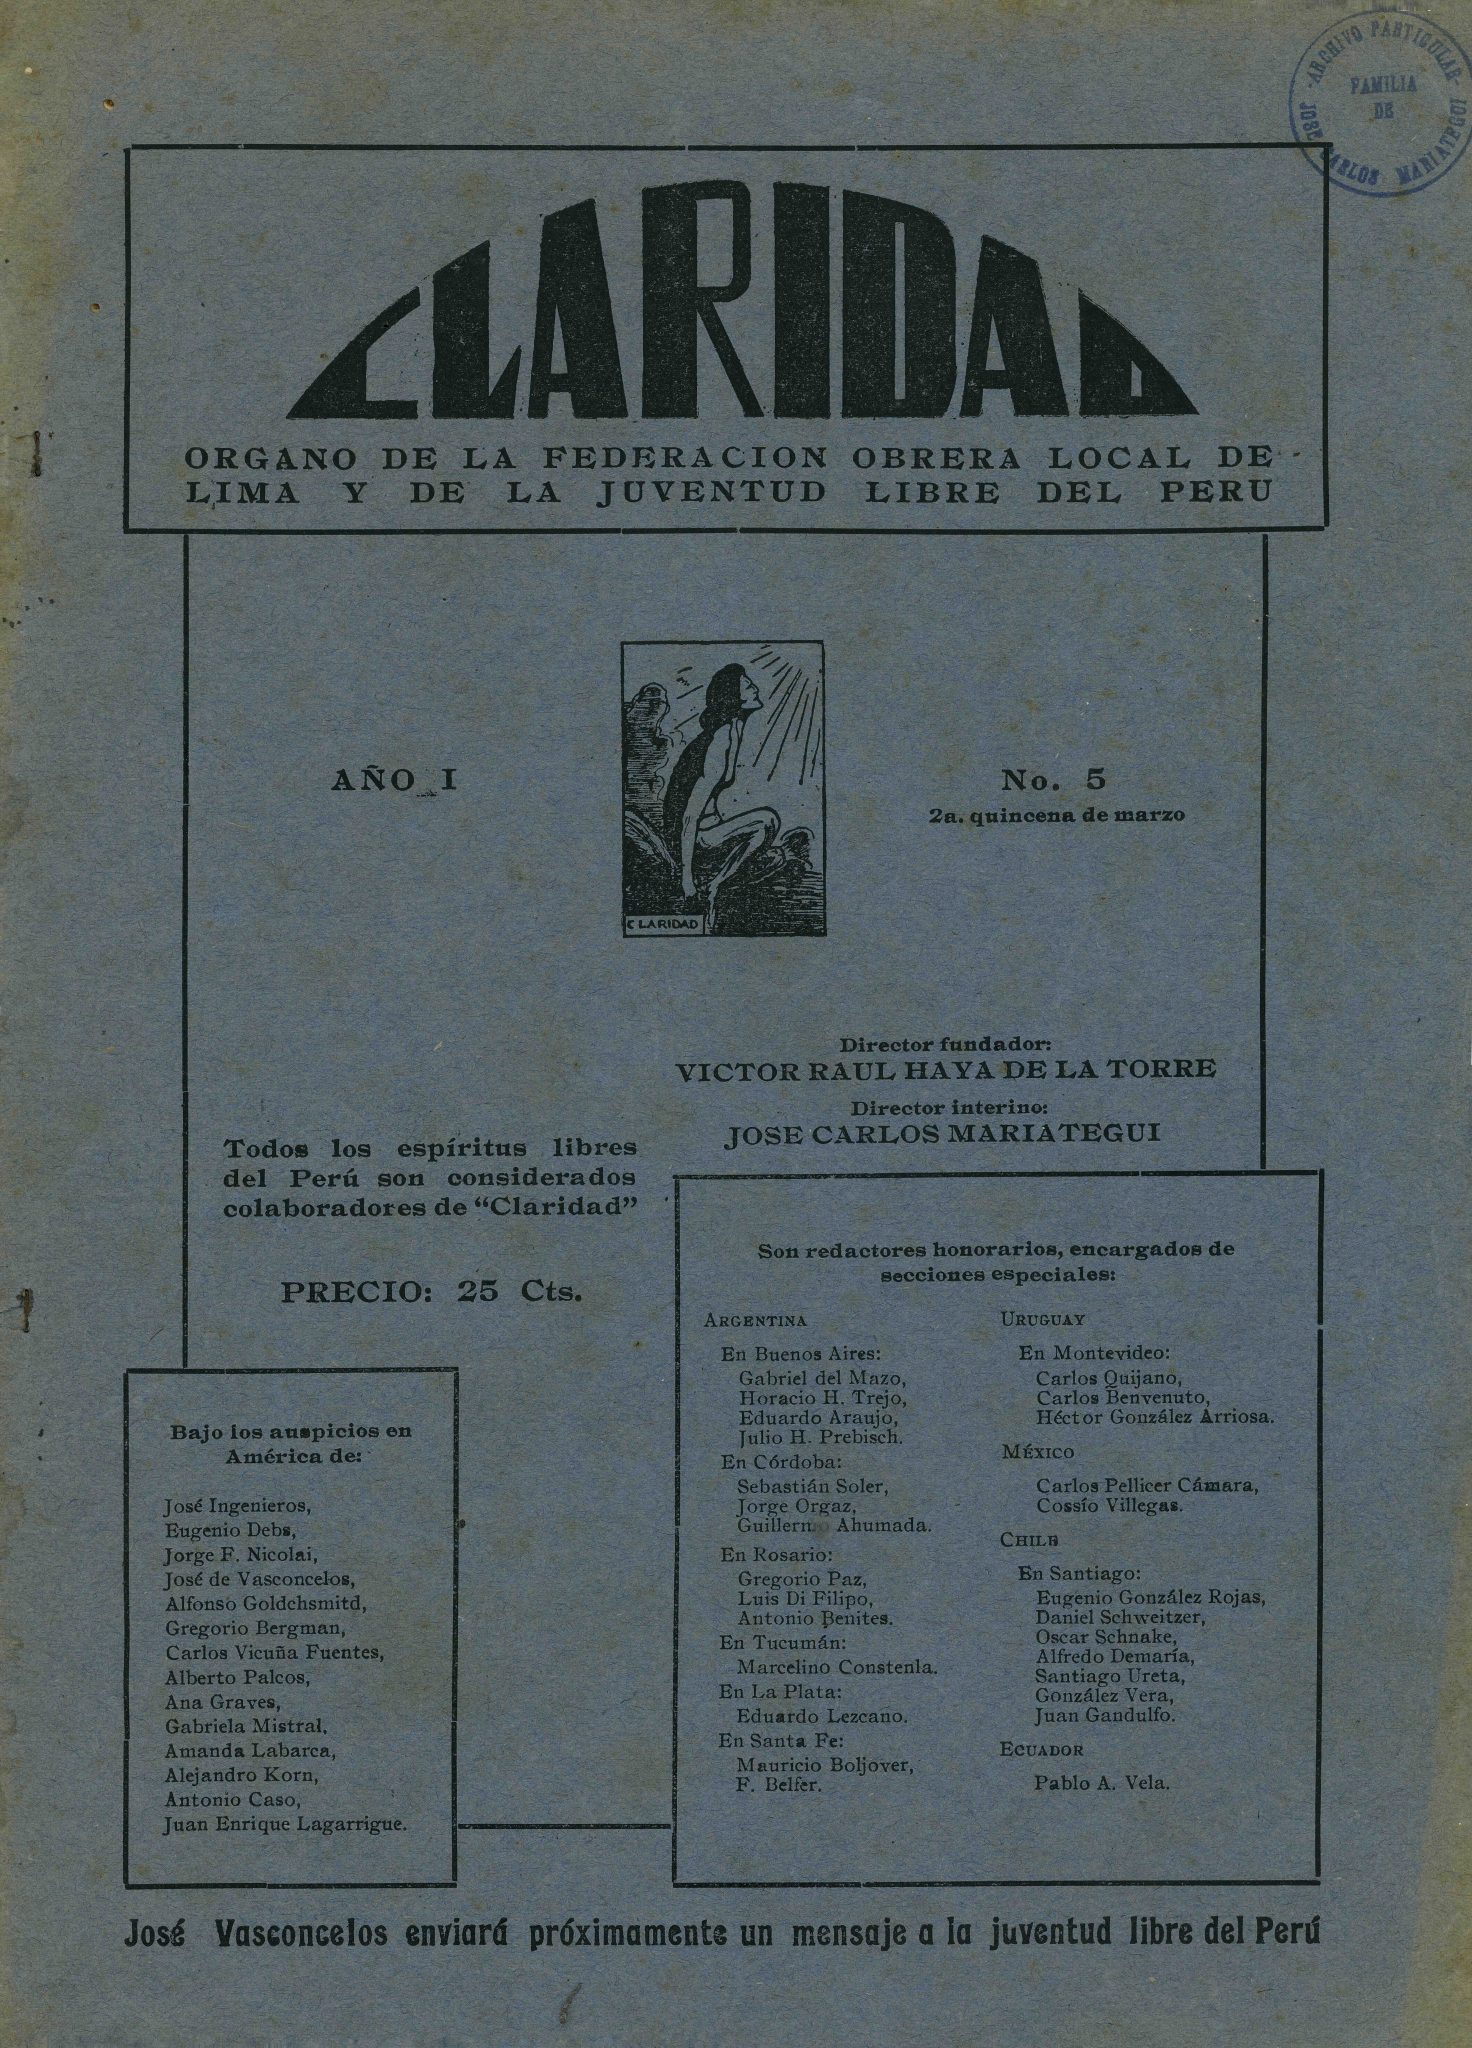 ARCHIVO PARTICULAR
FAMILIA
DE
JOSE CARLOS MARIATEGUI
CLARIDAD
ORGANO DE LA FEDERACION OBRERA LOCAL DE
LIMA Y DE LA JUVENTUD LIBRE DEL PERU
AÑO I
No. 5
2a. quincena de marzo
CLARIDAD
Director fundador:
VICTOR RAUL HAYA DE LA TORRE
Director interino:
JOSE CARLOS MARIATEGUI
Todos los espíritus libres
del Perú son considerados
colaboradores de “Claridad”
PRECIO: 25 Cts.
Bajo los auspicios en
América de:
José Ingenieros,
Eugenio Debs,
Jorge F. Nicolai,
José de Vasconcelos,
Alfonso Goldchsmitd,
Gregorio Bergman,
Carlos Vicuña Fuentes,
Alberto Palcos,
Ana Graves,
Gabriela Mistral,
Amanda Labarca,
Alejandro Korn,
Antonio Caso,
Juan Enrique Lagarrigue.
Son redactores honorarios, encargados de
secciones especiales:
ARGENTINA
En Buenos Aires:
Gabriel del Mazo,
Horacio H. Trejo,
Eduardo Araujo,
Julio H. Prebisch.
En Córdoba:
Sebastián Soler,
Jorge Orgaz,
Guillermo Ahumada.
En Rosario:
Gregorio Paz,
Luis Di Filipo,
Antonio Benites.
En Tucumán:
Marcelino Constenla.
En La Plata:
Eduardo Lezcano.
En Santa Fe:
Mauricio Boljover,
F. Belfer.
URUGUAY
En Montevideo:
Carlos Quijano,
Carlos Benvenuto,
Héctor González Arriosa.
MÉXICO
Carlos Pellicer Cámara,
Cossío Villegas.
CHILE
En Santiago:
Eugenio González Rojas,
Daniel Schweitzer,
Oscar Schnake,
Alfredo Demaría,
Santiago Ureta,
González Vera,
Juan Gandulfo.
ECUADOR
Pablo A. Vela.
José Vasconcelos enviará próximamente un mensaje a la juventud libre del Perú